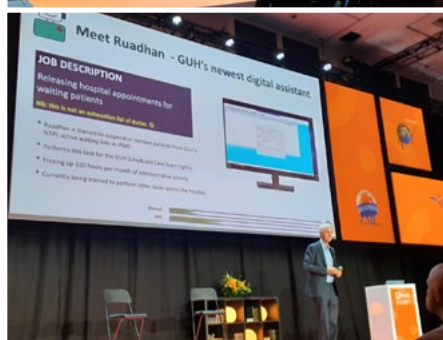 Meet Ruadhan - GUH's newest digital assistant
JOB DESCRIPTION
Releasing hospital appointments for
waiting patients
NB: this is not an exhaustive list of duties
Ruadhan is trained to suspend or remove patients from
NTPF active waiting lists in iPMS
Performs this task for the GUH Scheduled Care team nightly
Freeing up 100 hours per month of administrative activity
Currently being trained to perform other tasks within the hospital
Manual